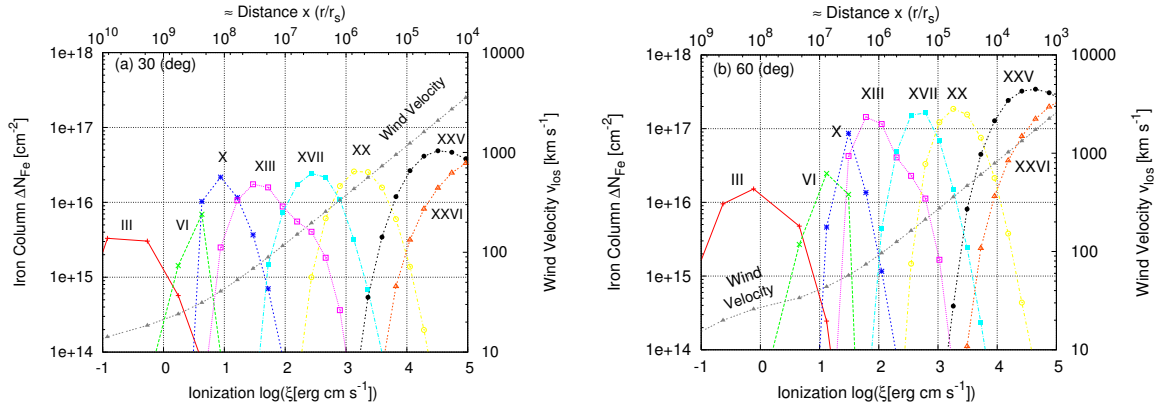 ≈ Distance x (r/r_s)
10^10 10^9 10^8 10^7 10^6 10^5 10^4
1e+18 (a) 30 (deg) 10000
Wind Velocity
XX XXV
1e+17
X XIII XVII 1000
1e+16
III VI XXVI
100
1e+15
1e+14 10
-1 0 1 2 3 4 5
Iron Column ΔN_Fe [cm^-2]
Wind Velocity v_los [km s^-1]
Ionization log(ξ[erg cm s^-1])
≈ Distance x (r/r_s)
10^9 10^8 10^7 10^6 10^5 10^4 10^3
1e+18 (b) 60 (deg) 10000
XIII XVII XX XXV
1e+17
X 1000
III VI
1e+16
XXVI
100
1e+15
Wind
Velocity
1e+14 10
-1 0 1 2 3 4 5
Iron Column ΔN_Fe [cm^-2]
Wind Velocity v_los [km s^-1]
Ionization log(ξ[erg cm s^-1])